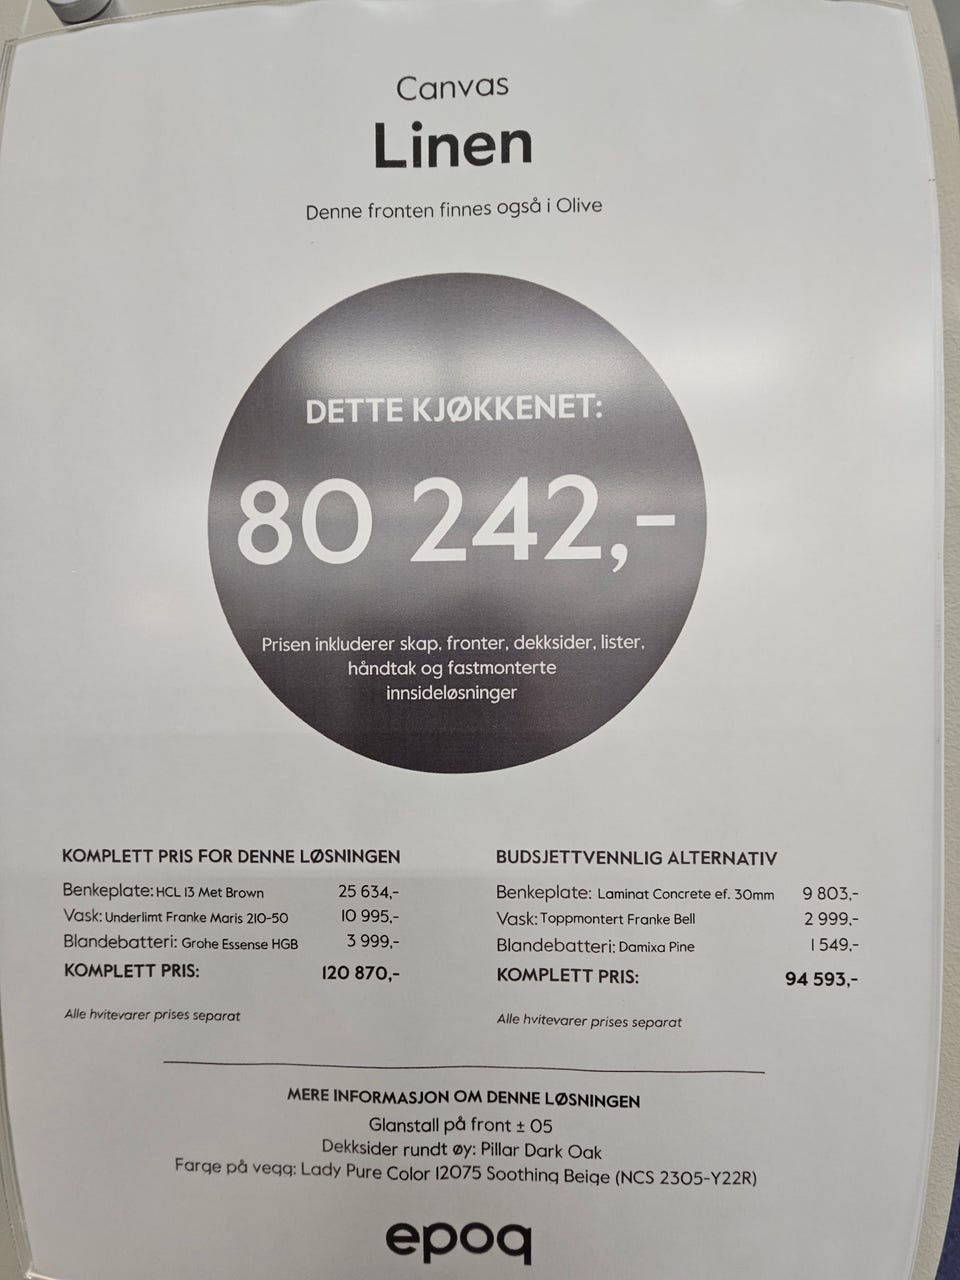 Canvas
Linen
Denne fronten finnes også i Olive
DETTE KJØKKENET:
80 242,-
Prisen inkluderer skap, fronter, dekksider, lister,
håndtak og fastmonterte
innsideløsninger
KOMPLETT PRIS FOR DENNE LØSNINGEN
Benkeplate: HCL 13 Met Brown 25 634,-
Vask: Underlimt Franke Maris 210-50 10 995,-
Blandebatteri: Grohe Essense HGB 3 999,-
KOMPLETT PRIS: 120 870,-
Alle hvitevarer prises separat
BUDSJETTVENNLIG ALTERNATIV
Benkeplate: Laminat Concrete ef. 30mm 9 803,-
Vask: Toppmontert Franke Bell 2 999,-
Blandebatteri: Damixa Pine 1 549,-
KOMPLETT PRIS: 94 593,-
Alle hvitevarer prises separat
MERE INFORMASJON OM DENNE LØSNINGEN
Glanstall på front ± 05
Dekksider rundt øy: Pillar Dark Oak
Farge på vegg: Lady Pure Color 12075 Soothing Beige (NCS 2305-Y22R)
epoq